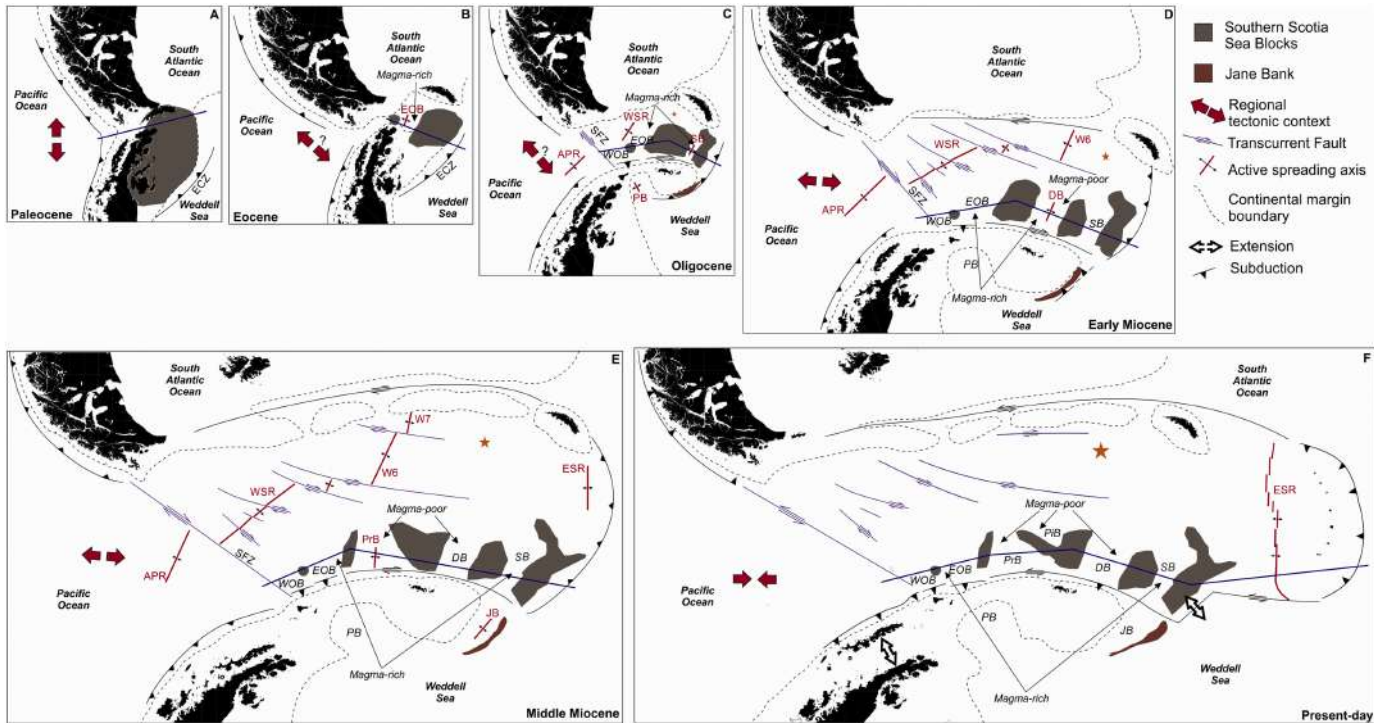 A
South
Atlantic
Ocean
Pacific
Ocean
ECZ
Weddell
Sea
Paleocene
B
South
Atlantic
Ocean
Magma-rich
EOB
Pacific
Ocean
?
ECZ
Weddell
Sea
Eocene
C
South
Atlantic
Ocean
Magma-rich
WSR
SFZ
EOB
SB
WOB
?
APR
PB
Pacific
Ocean
Weddell
Sea
Oligocene
D
South
Atlantic
Ocean
W6
WSR
Magma-poor
SFZ
APR
DB
EOB
WOB
SB
Pacific
Ocean
PB
Magma-rich
Weddell
Sea
Early Miocene
Southern Scotia
Sea Blocks
Jane Bank
Regional
tectonic context
Transcurrent Fault
Active spreading axis
Continental margin
boundary
Extension
Subduction
E
South
Atlantic
Ocean
W7
W6
ESR
WSR
Magma-poor
PrB
SFZ
DB
SB
EOB
WOB
APR
Pacific
Ocean
JB
PB
Magma-rich
Weddell
Sea
Middle Miocene
F
South
Atlantic
Ocean
ESR
Magma-poor
PiB
PrB
DB
SB
EOB
WOB
Pacific
Ocean
PB
JB
Weddell
Sea
Magma-rich
Present-day